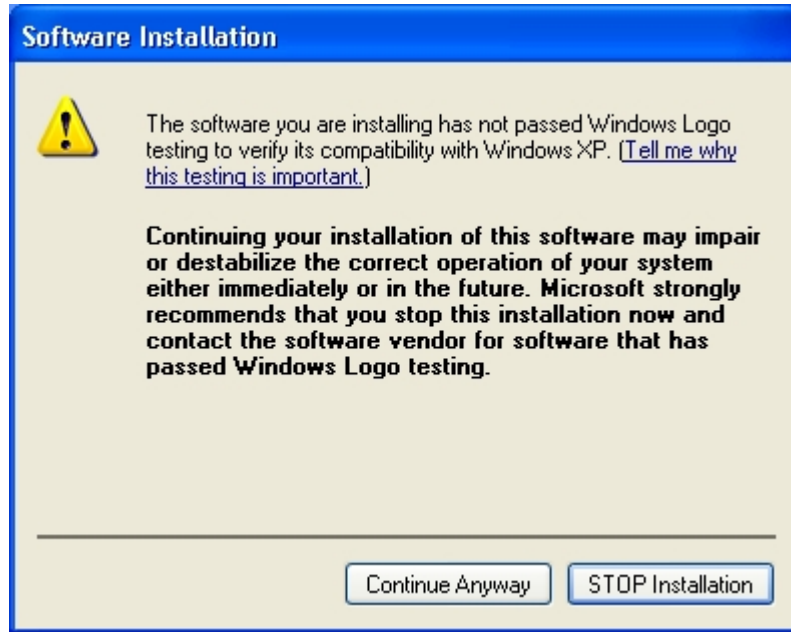 Software Installation
The software you are installing has not passed Windows Logo
testing to verify its compatibility with Windows XP. (Tell me why
this testing is important.)
Continuing your installation of this software may impair
or destabilize the correct operation of your system
either immediately or in the future. Microsoft strongly
recommends that you stop this installation now and
contact the software vendor for software that has
passed Windows Logo testing.
Continue Anyway
STOP Installation